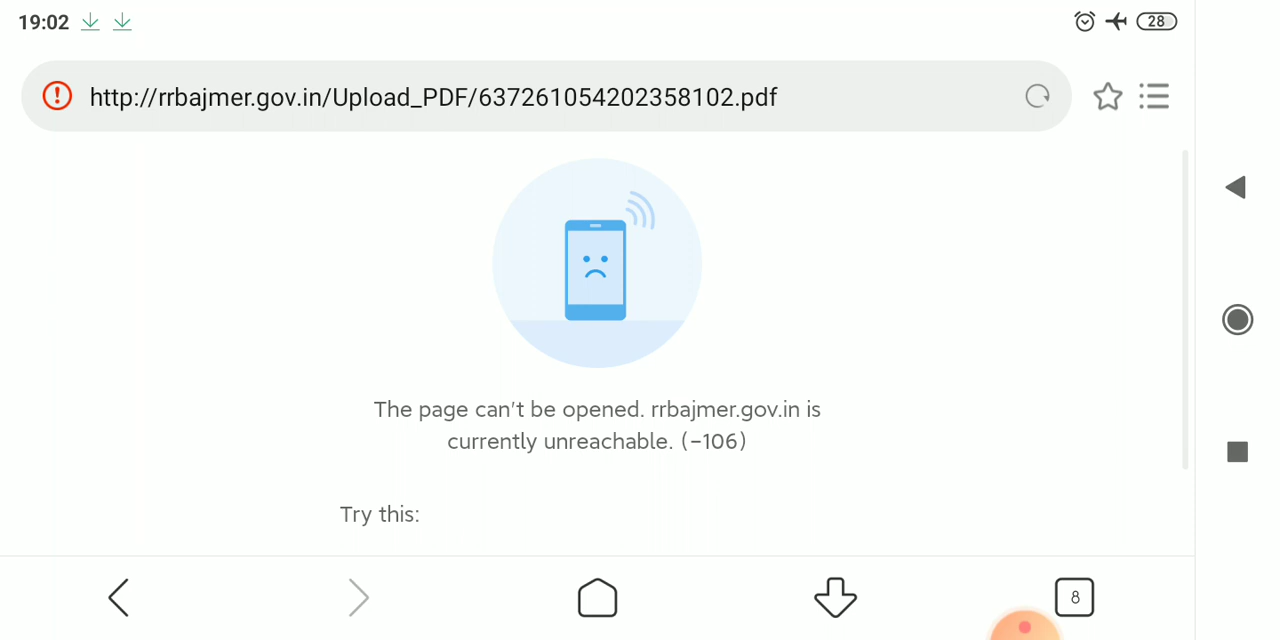 19:02
28
http://rrbajmer.gov.in/Upload_PDF/637261054202358102.pdf
The page can't be opened. rrbajmer.gov.in is
currently unreachable. (-106)
Try this:
8